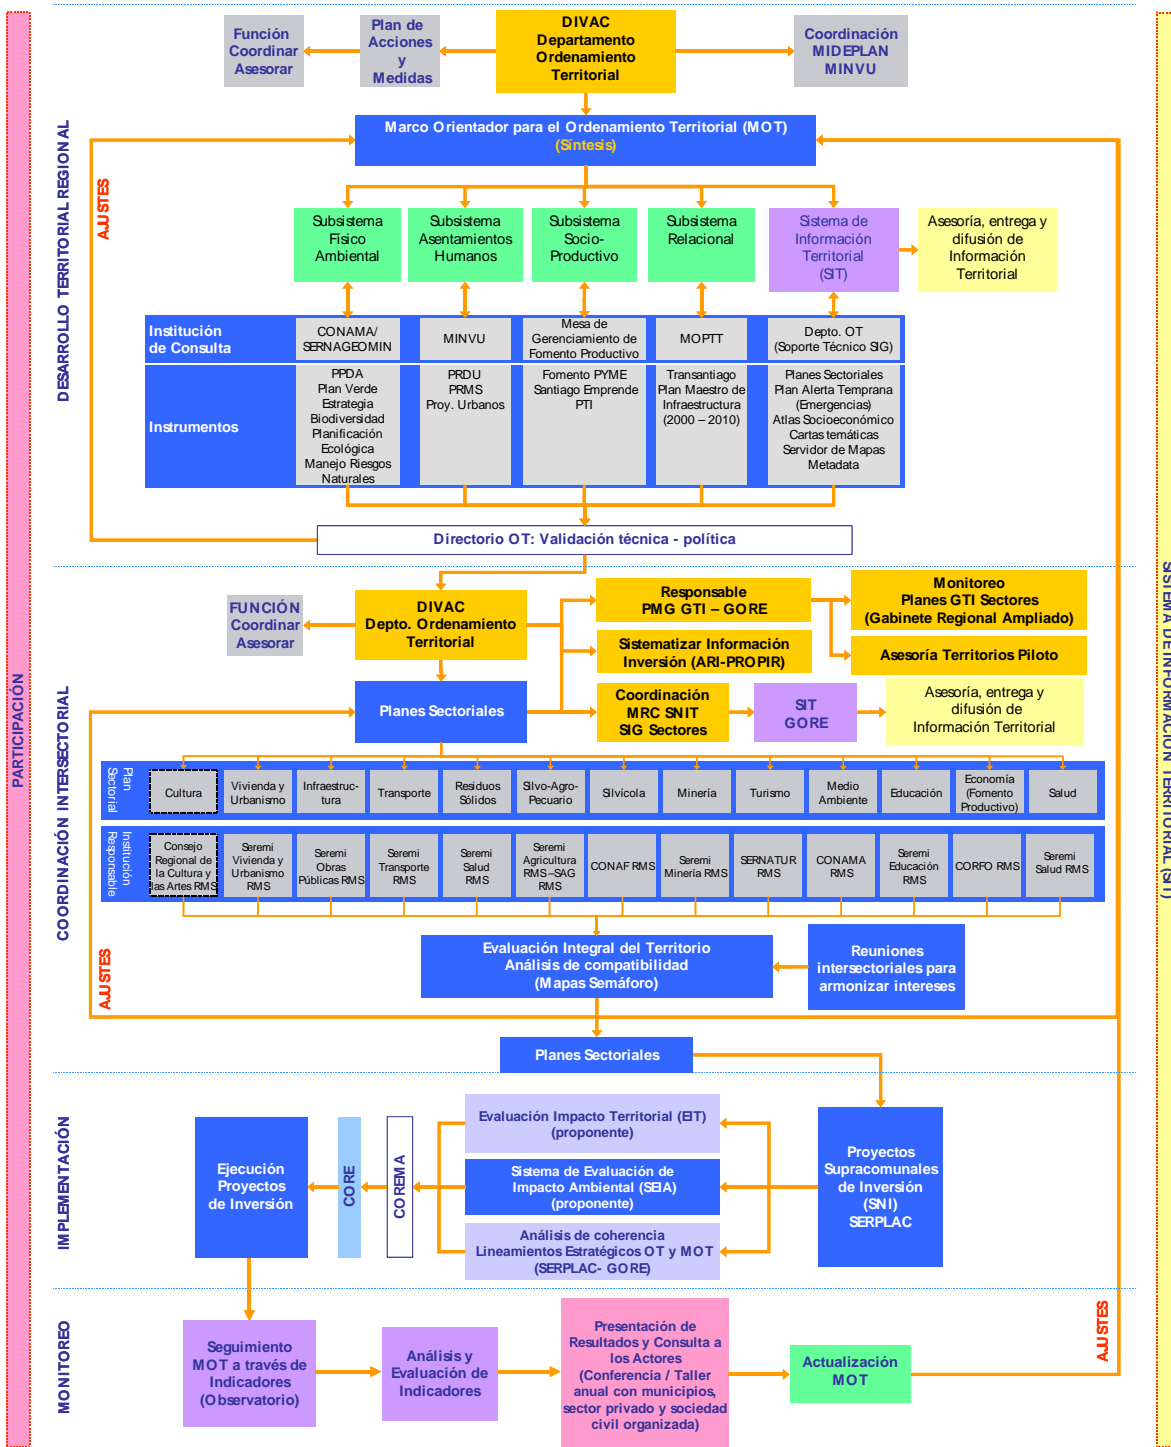 PARTICIPACIÓN
SISTEMA DE INFORMACIÓN TERRITORIAL (SIT)
DESARROLLO TERRITORIAL REGIONAL
Función
Coordinar
Asesorar
Plan de
Acciones
y
Medidas
DIVAC
Departamento
Ordenamiento
Territorial
Coordinación
MIDEPLAN
MINVU
Marco Orientador para el Ordenamiento Territorial (MOT)
(Síntesis)
AJUSTES
Subsistema
Físico
Ambiental
Subsistema
Asentamientos
Humanos
Subsistema
Socio-
Productivo
Subsistema
Relacional
Sistema de
Información
Territorial
(SIT)
Asesoría, entrega y
difusión de
Información
Territorial
Institución
de Consulta
CONAMA/
SERNAGEOMIN
MINVU
Mesa de
Gerenciamiento de
Fomento Productivo
MOPTT
Depto. OT
(Soporte Técnico SIG)
Instrumentos
PPDA
Plan Verde
Estrategia
Biodiversidad
Planificación
Ecológica
Manejo Riesgos
Naturales
PRDU
PRMS
Proy. Urbanos
Fomento PYME
Santiago Emprende
PTI
Transantiago
Plan Maestro de
Infraestructura
(2000 – 2010)
Planes Sectoriales
Plan Alerta Temprana
(Emergencias)
Atlas Socioeconómico
Cartas temáticas
Servidor de Mapas
Metadata
Directorio OT: Validación técnica - política
COORDINACIÓN INTERSECTORIAL
FUNCIÓN
Coordinar
Asesorar
DIVAC
Depto. Ordenamiento
Territorial
Responsable
PMG GTI – GORE
Monitoreo
Planes GTI Sectores
(Gabinete Regional Ampliado)
Sistematizar Información
Inversión (ARI-PROPIR)
Asesoría Territorios Piloto
Planes Sectoriales
Coordinación
MRC SNIT
SIG Sectores
SIT
GORE
Asesoría, entrega y
difusión de
Información Territorial
Plan
Sectorial
Cultura
Vivienda y
Urbanismo
Infraestruc-
tura
Transporte
Residuos
Sólidos
Silvo-Agro-
Pecuario
Silvícola
Minería
Turismo
Medio
Ambiente
Educación
Economía
(Fomento
Productivo)
Salud
Institución
Responsable
Consejo
Regional de
la Cultura y
las Artes RMS
Seremi
Vivienda y
Urbanismo
RMS
Seremi
Obras
Públicas RMS
Seremi
Transporte
RMS
Seremi
Salud
RMS
Seremi
Agricultura
RMS–SAG
RMS
CONAF RMS
Seremi
Minería RMS
SERNATUR
RMS
CONAMA
RMS
Seremi
Educación
RMS
CORFO RMS
Seremi
Salud RMS
AJUSTES
Evaluación Integral del Territorio
Análisis de compatibilidad
(Mapas Semáforo)
Reuniones
intersectoriales para
armonizar intereses
Planes Sectoriales
IMPLEMENTACIÓN
Ejecución
Proyectos
de Inversión
CORE
COREMA
Evaluación Impacto Territorial (EIT)
(proponente)
Sistema de Evaluación de
Impacto Ambiental (SEIA)
(proponente)
Análisis de coherencia
Lineamientos Estratégicos OT y MOT
(SERPLAC- GORE)
Proyectos
Supracomunales
de Inversión
(SNI)
SERPLAC
MONITOREO
Seguimiento
MOT a través de
Indicadores
(Observatorio)
Análisis y
Evaluación de
Indicadores
Presentación de
Resultados y Consulta a
los Actores
(Conferencia / Taller
anual con municipios,
sector privado y sociedad
civil organizada)
Actualización
MOT
AJUSTES